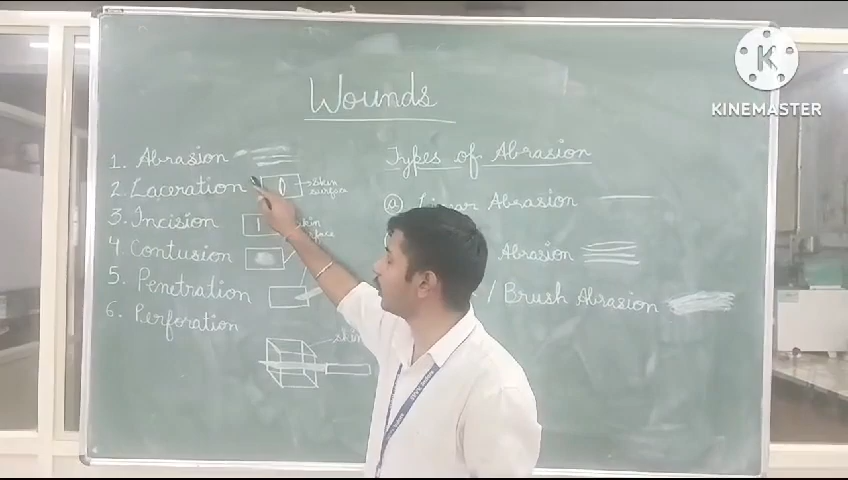 KINEMASTER
Wounds
1. Abrasion
2. Laceration
skin
surface
3. Incision
skin
4. Contusion
5. Penetration
6. Perforation
skin
Types of Abrasion
(a) Linear Abrasion
Abrasion
/ Brush Abrasion